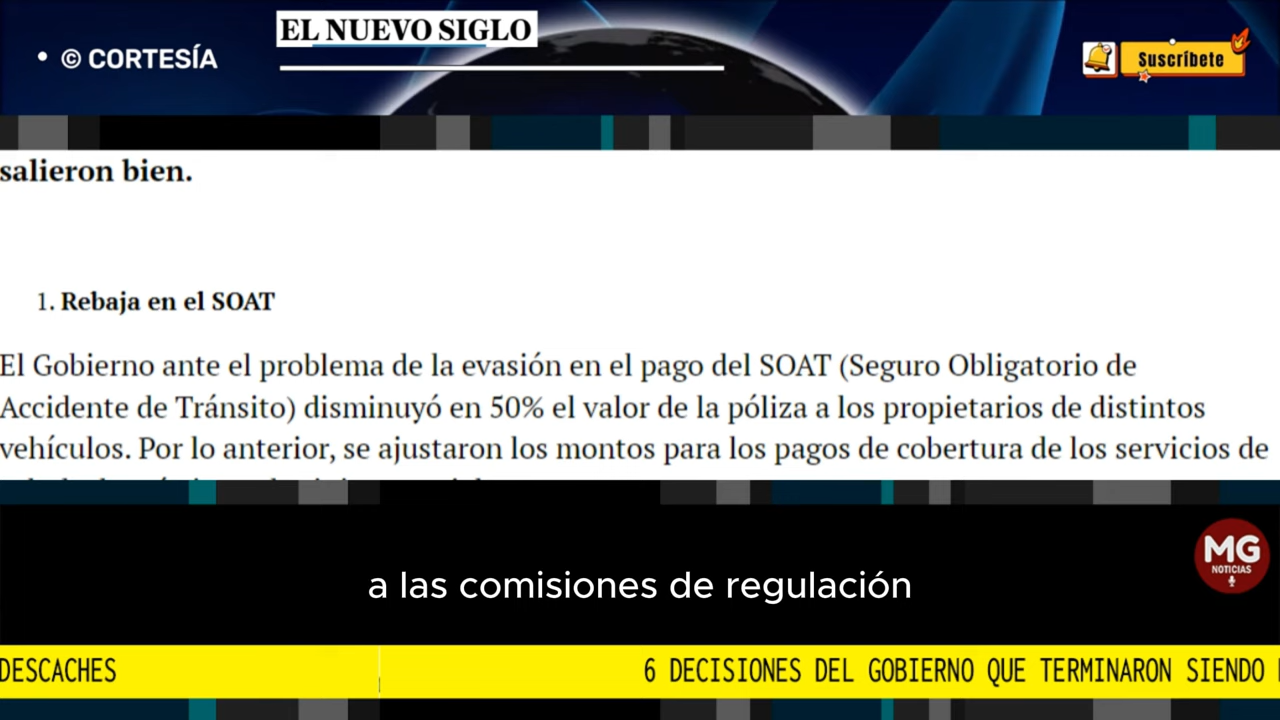 EL NUEVO SIGLO
• © CORTESÍA
Suscríbete
salieron bien.
1. Rebaja en el SOAT
El Gobierno ante el problema de la evasión en el pago del SOAT (Seguro Obligatorio de
Accidente de Tránsito) disminuyó en 50% el valor de la póliza a los propietarios de distintos
vehículos. Por lo anterior, se ajustaron los montos para los pagos de cobertura de los servicios de
MG
NOTICIAS
a las comisiones de regulación
DESCACHES
6 DECISIONES DEL GOBIERNO QUE TERMINARON SIENDO